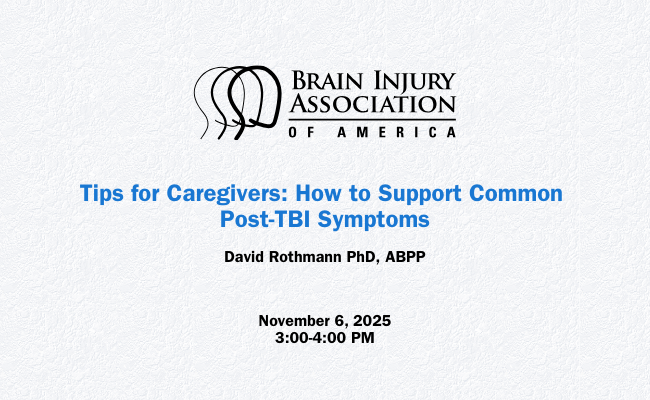 BRAIN INJURY
ASSOCIATION
OF AMERICA
Tips for Caregivers: How to Support Common
Post-TBI Symptoms
David Rothmann PhD, ABPP
November 6, 2025
3:00-4:00 PM